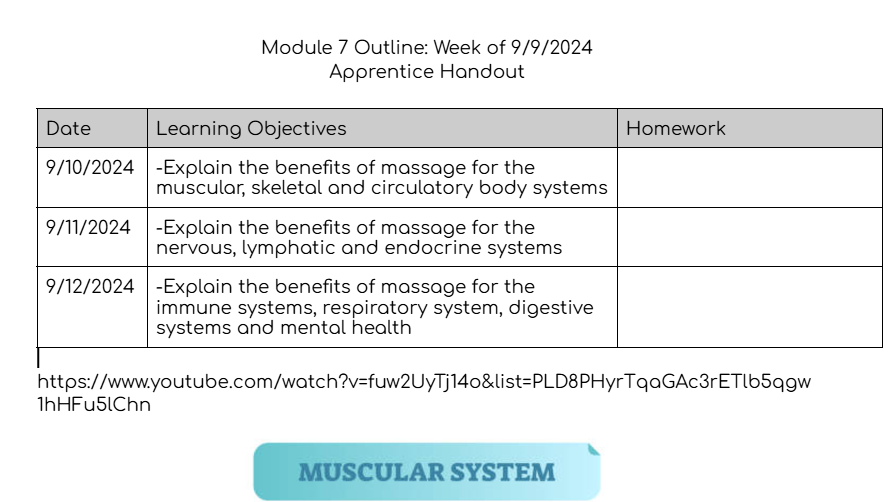 Module 7 Outline: Week of 9/9/2024
Apprentice Handout
Date Learning Objectives Homework
9/10/2024 -Explain the benefits of massage for the
muscular, skeletal and circulatory body systems
9/11/2024 -Explain the benefits of massage for the
nervous, lymphatic and endocrine systems
9/12/2024 -Explain the benefits of massage for the
immune systems, respiratory system, digestive
systems and mental health
https://www.youtube.com/watch?v=fuw2UyTj14o&list=PLD8PHyrTqaGAc3rETlb5qgw
1hHFu5lChn
MUSCULAR SYSTEM